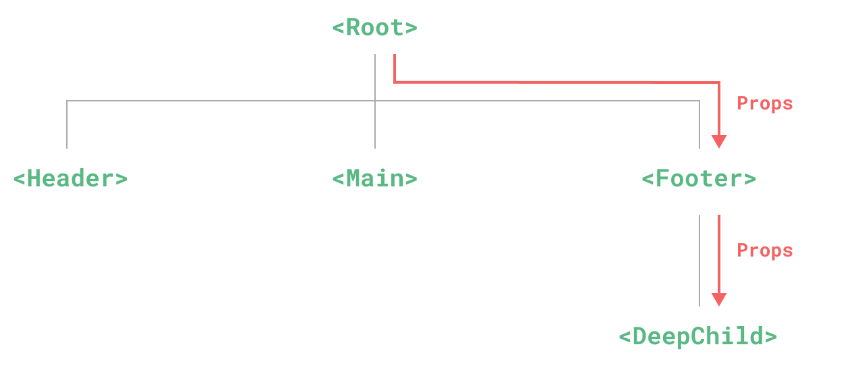 <Root>
Props
<Header>
<Main>
<Footer>
Props
<DeepChild>